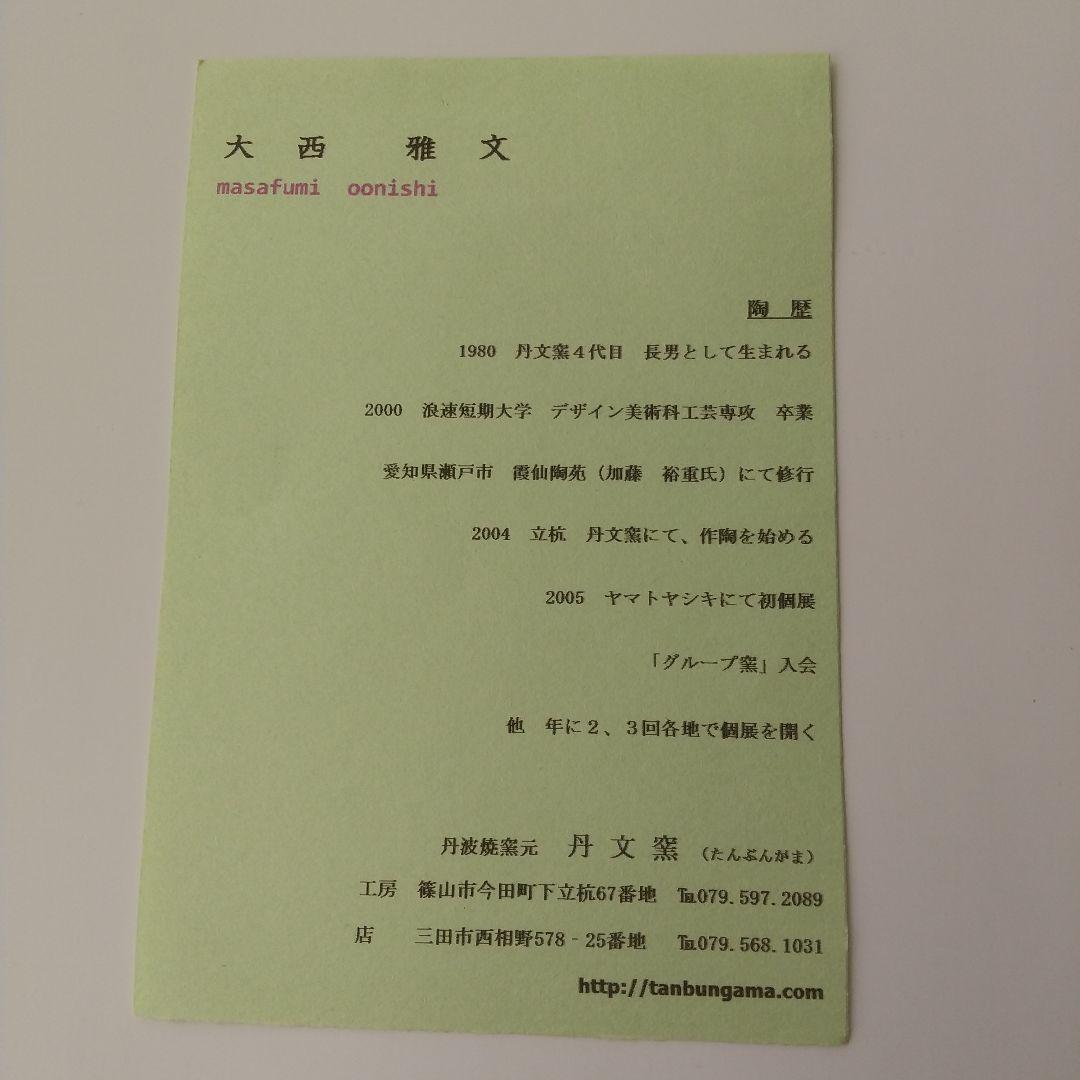 大西　雅文
masafumi oonishi
陶　歴
1980　丹文窯４代目　長男として生まれる
2000　浪速短期大学　デザイン美術科工芸専攻　卒業
愛知県瀬戸市　霞仙陶苑（加藤　裕重氏）にて修行
2004　立杭　丹文窯にて、作陶を始める
2005　ヤマトヤシキにて初個展
「グループ窯」入会
他　年に２、３回各地で個展を開く
丹波焼窯元　丹文窯（たんぶんがま）
工房　篠山市今田町下立杭67番地　℡079.597.2089
店　三田市西相野578‐25番地　℡079.568.1031
http://tanbungama.com